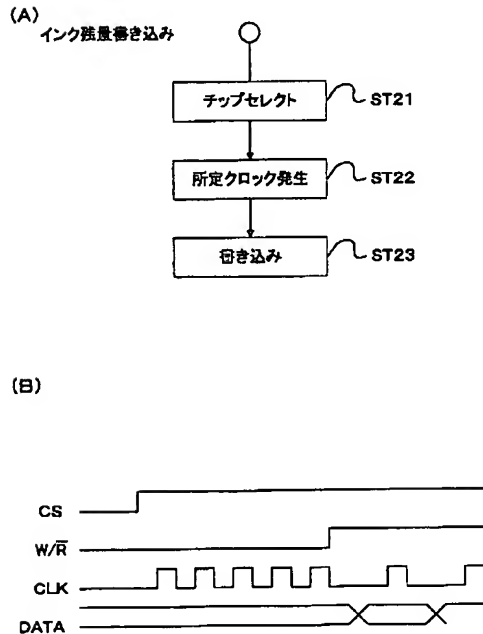 (A)
インク残量書き込み
チップセレクト ST21
所定クロック発生 ST22
書き込み ST23
(B)
CS
W/R̅
CLK
DATA